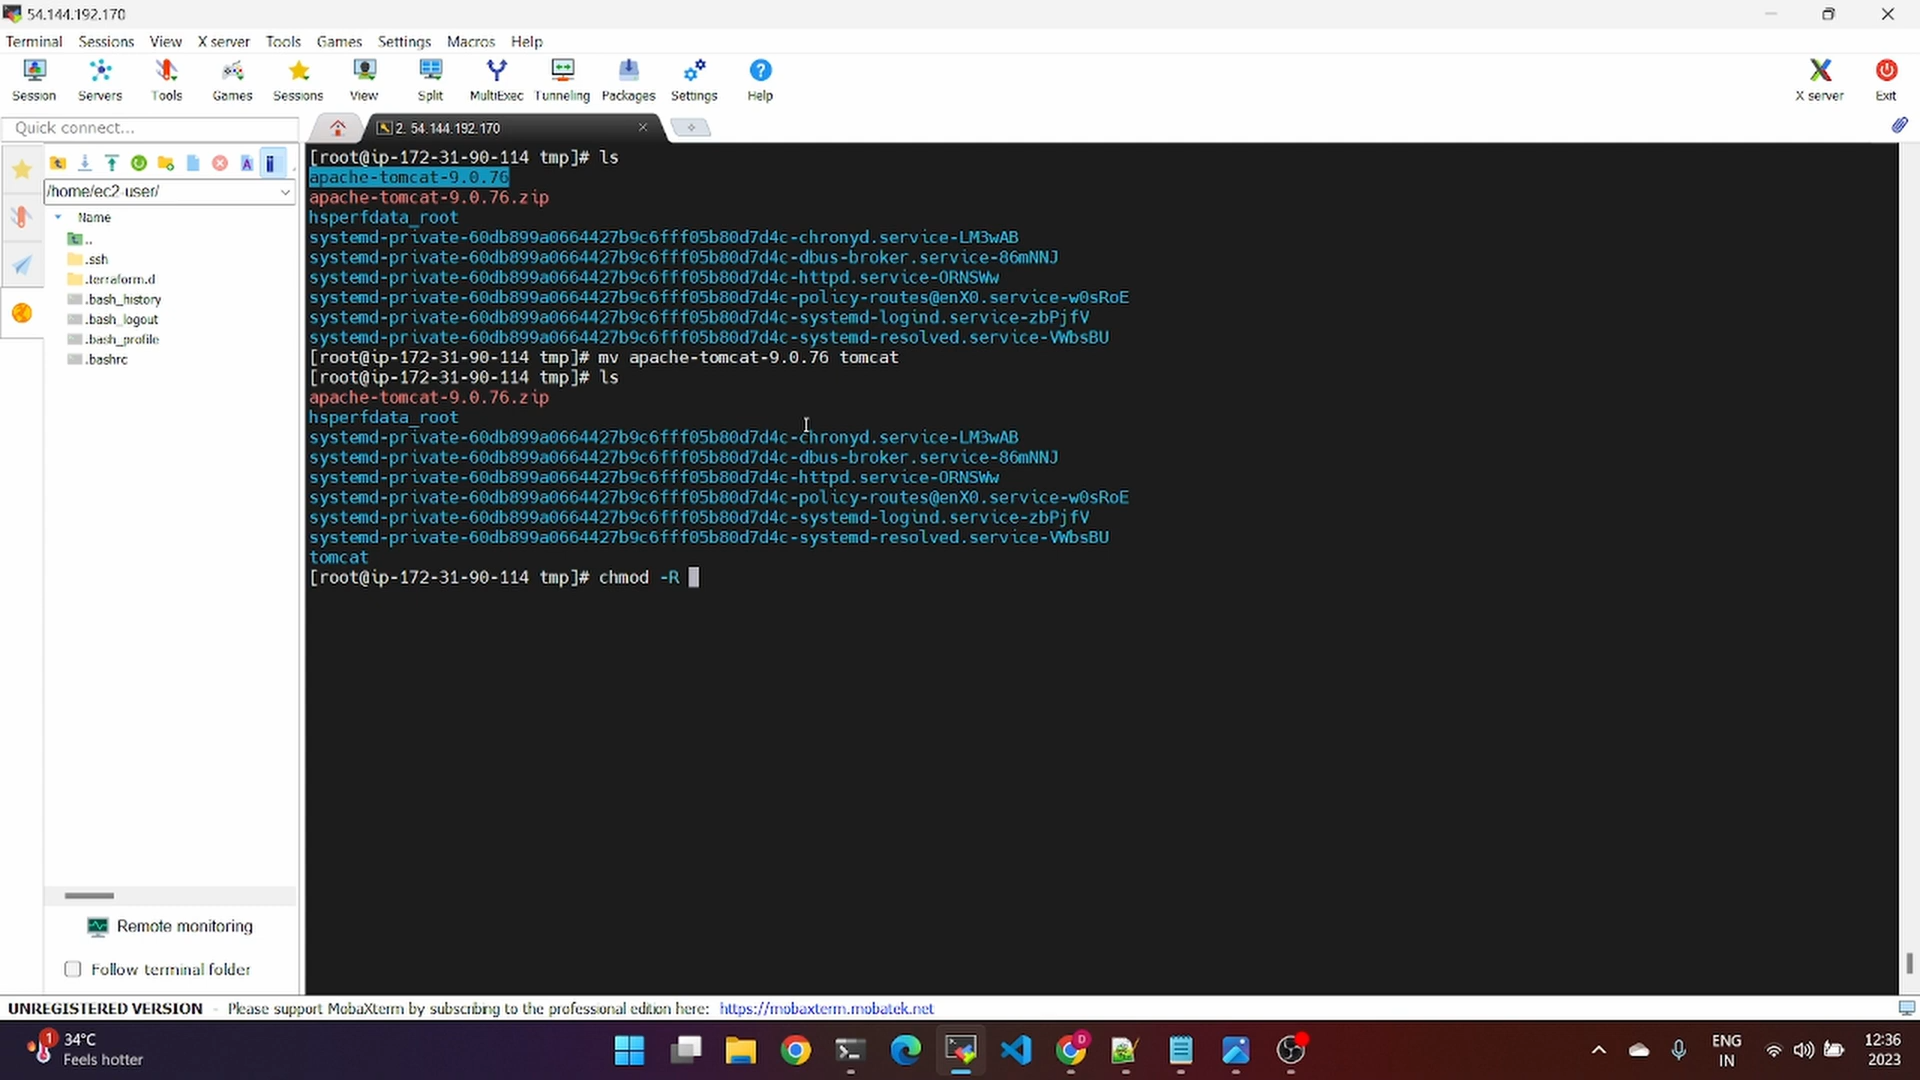 54.144.192.170
Terminal Sessions View X server Tools Games Settings Macros Help
Session Servers Tools Games Sessions View Split MultiExec Tunneling Packages Settings Help X server Exit
Quick connect...
2. 54.144.192.170
/home/ec2-user/
Name
..
.ssh
.terraform.d
.bash_history
.bash_logout
.bash_profile
.bashrc
Remote monitoring
Follow terminal folder
[root@ip-172-31-90-114 tmp]# ls
apache-tomcat-9.0.76
apache-tomcat-9.0.76.zip
hsperfdata_root
systemd-private-60db899a0664427b9c6fff05b80d7d4c-chronyd.service-LM3wAB
systemd-private-60db899a0664427b9c6fff05b80d7d4c-dbus-broker.service-86mNNJ
systemd-private-60db899a0664427b9c6fff05b80d7d4c-httpd.service-ORNSWw
systemd-private-60db899a0664427b9c6fff05b80d7d4c-policy-routes@enX0.service-w0sRoE
systemd-private-60db899a0664427b9c6fff05b80d7d4c-systemd-logind.service-zbPjfV
systemd-private-60db899a0664427b9c6fff05b80d7d4c-systemd-resolved.service-VWbsBU
[root@ip-172-31-90-114 tmp]# mv apache-tomcat-9.0.76 tomcat
[root@ip-172-31-90-114 tmp]# ls
apache-tomcat-9.0.76.zip
hsperfdata_root
systemd-private-60db899a0664427b9c6fff05b80d7d4c-chronyd.service-LM3wAB
systemd-private-60db899a0664427b9c6fff05b80d7d4c-dbus-broker.service-86mNNJ
systemd-private-60db899a0664427b9c6fff05b80d7d4c-httpd.service-ORNSWw
systemd-private-60db899a0664427b9c6fff05b80d7d4c-policy-routes@enX0.service-w0sRoE
systemd-private-60db899a0664427b9c6fff05b80d7d4c-systemd-logind.service-zbPjfV
systemd-private-60db899a0664427b9c6fff05b80d7d4c-systemd-resolved.service-VWbsBU
tomcat
[root@ip-172-31-90-114 tmp]# chmod -R
UNREGISTERED VERSION - Please support MobaXterm by subscribing to the professional edition here: https://mobaxterm.mobatek.net
1
34°C
Feels hotter
D
ENG
IN
12:36
2023